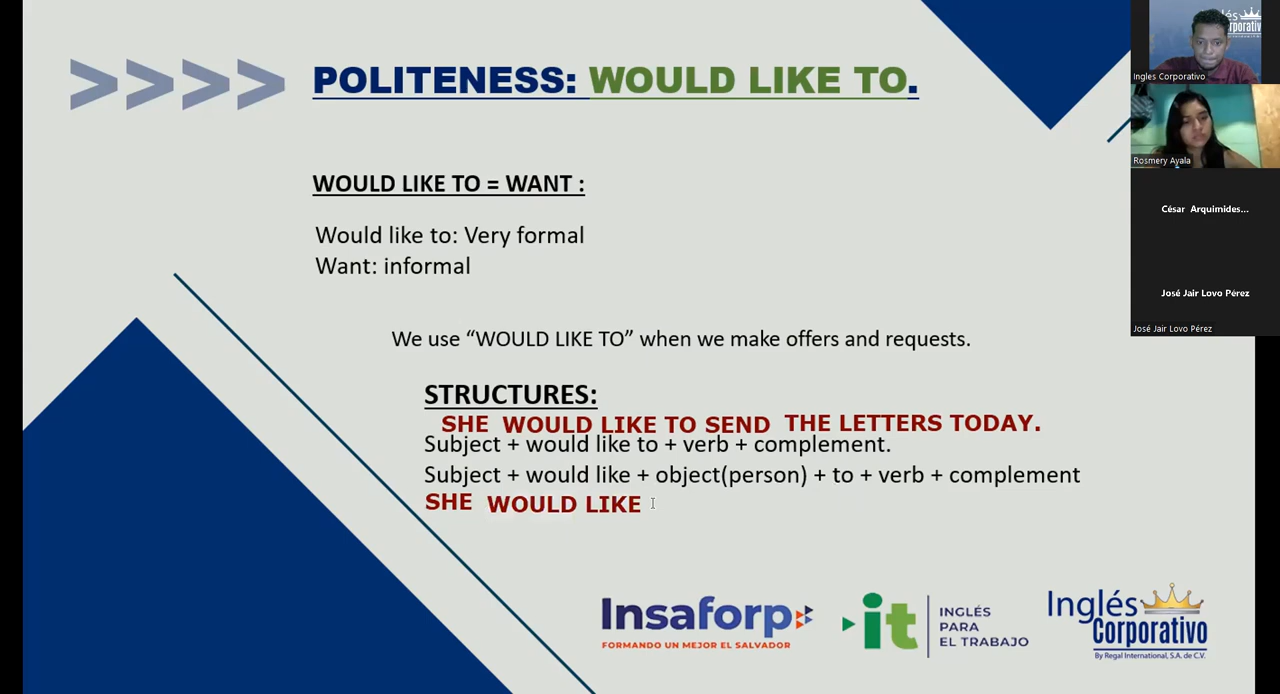 >>>> POLITENESS: WOULD LIKE TO.
WOULD LIKE TO = WANT :
Would like to: Very formal
Want: informal
We use “WOULD LIKE TO” when we make offers and requests.
STRUCTURES:
SHE WOULD LIKE TO SEND THE LETTERS TODAY.
Subject + would like to + verb + complement.
Subject + would like + object(person) + to + verb + complement
SHE WOULD LIKE
Insaforp
FORMANDO UN MEJOR EL SALVADOR
it
INGLÉS
PARA
EL TRABAJO
Inglés
Corporativo
By Regal International, S.A. de C.V.
Ingles Corporativo
Rosmery Ayala
César Arquimides...
José Jair Lovo Pérez
José Jair Lovo Pérez